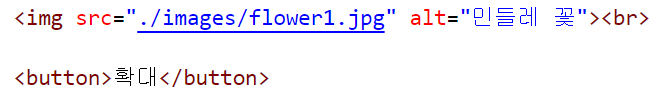 <img src="./images/flower1.jpg" alt="민들레 꽃"><br>
<button>확대</button>